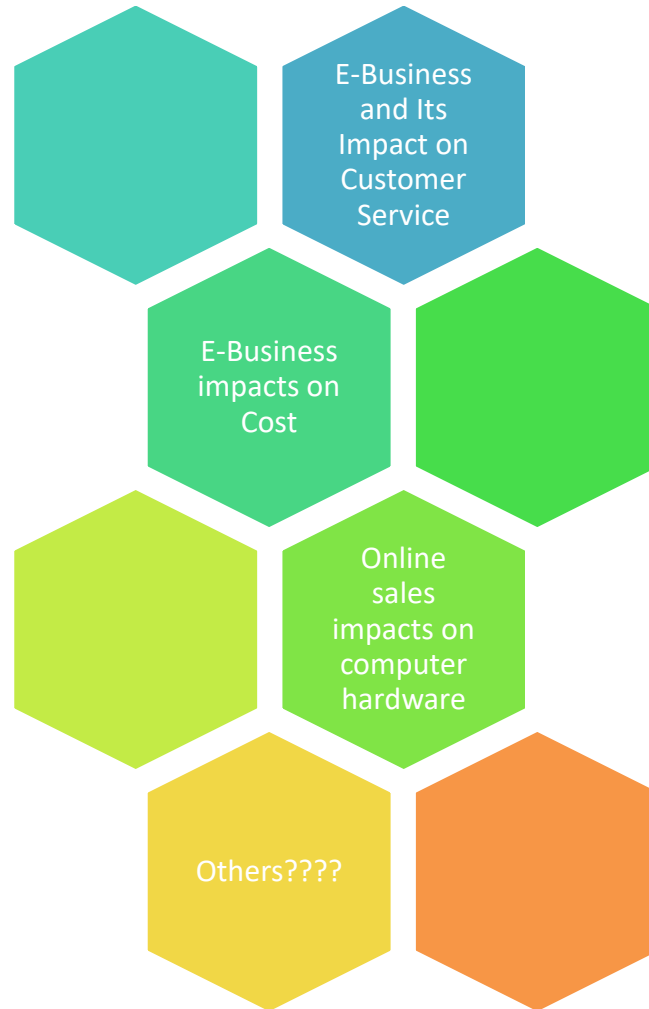 E-Business
and Its
Impact on
Customer
Service
E-Business
impacts on
Cost
Online
sales
impacts on
computer
hardware
Others????